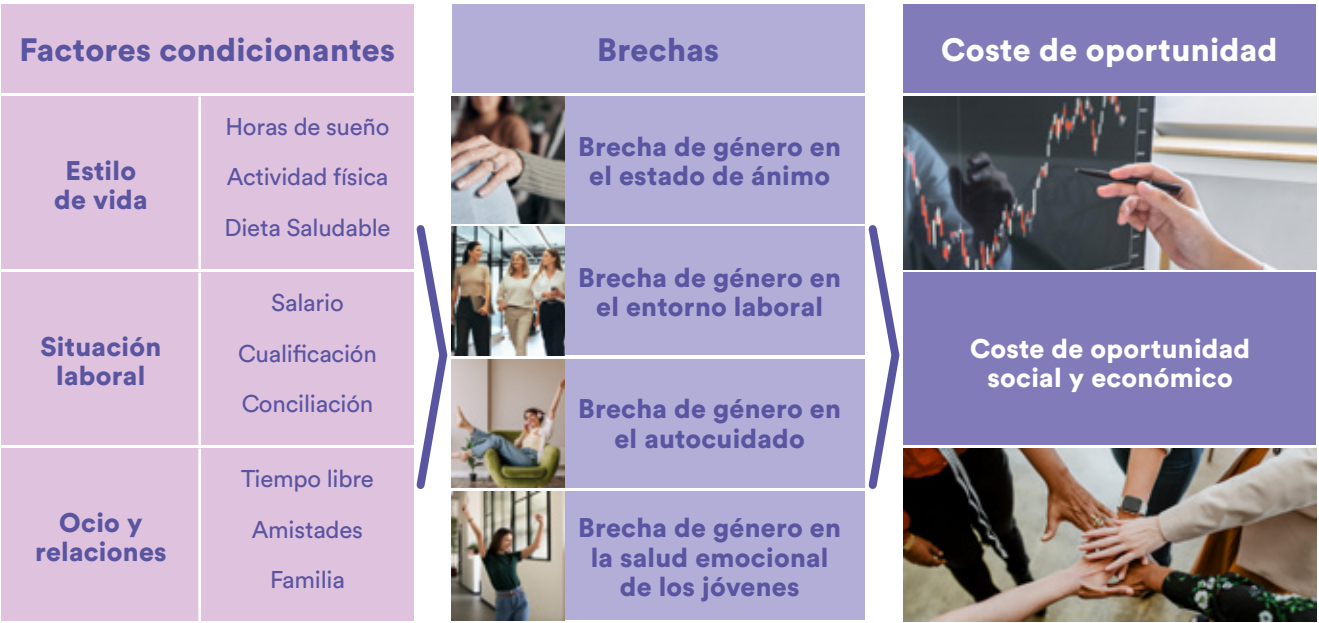 Factores condicionantes
Estilo
de vida
Horas de sueño
Actividad física
Dieta Saludable
Situación
laboral
Salario
Cualificación
Conciliación
Ocio y
relaciones
Tiempo libre
Amistades
Familia
Brechas
Brecha de género en
el estado de ánimo
Brecha de género en
el entorno laboral
Brecha de género en
el autocuidado
Brecha de género en
la salud emocional
de los jóvenes
Coste de oportunidad
Coste de oportunidad
social y económico